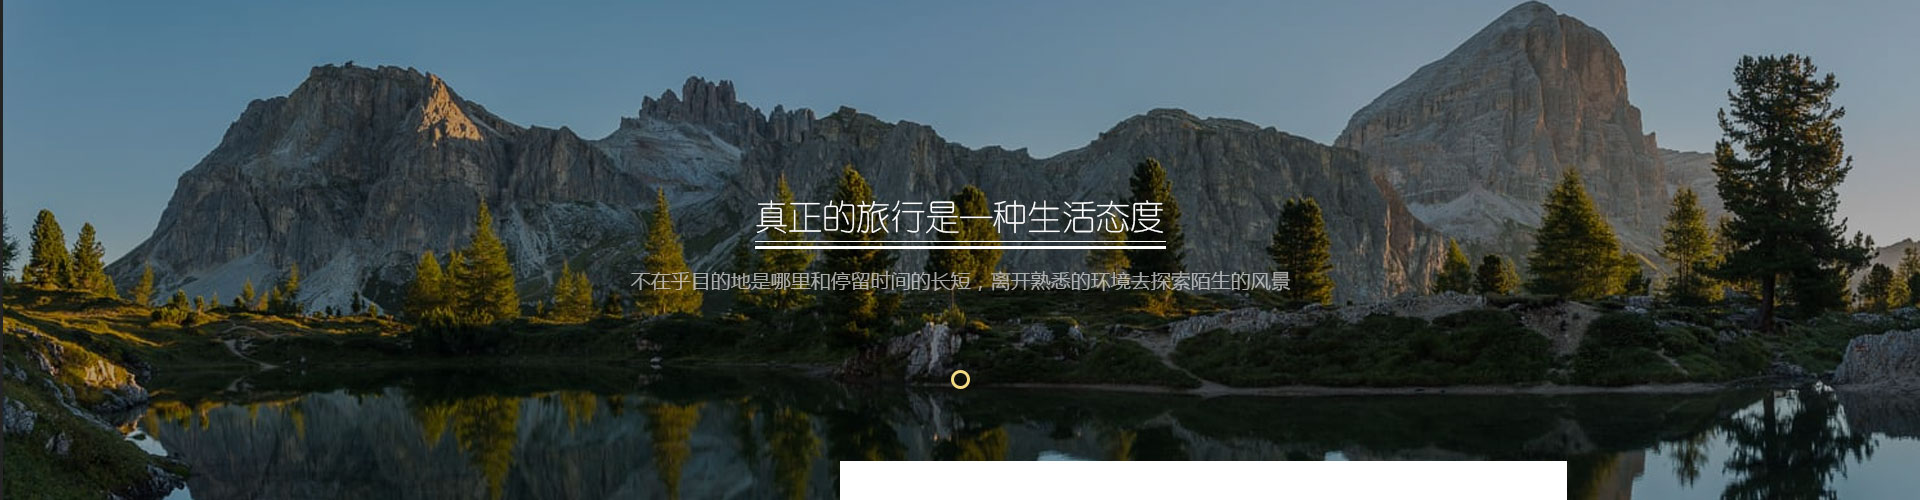 真正的旅行是一种生活态度
不在乎目的地是哪里和停留时间的长短，离开熟悉的环境去探索陌生的风景